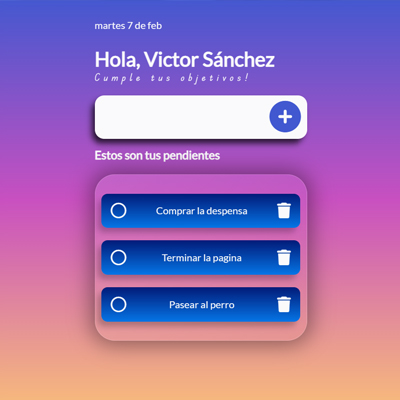 martes 7 de feb
Hola, Victor Sánchez
Cumple tus objetivos!
Estos son tus pendientes
Comprar la despensa
Terminar la pagina
Pasear al perro